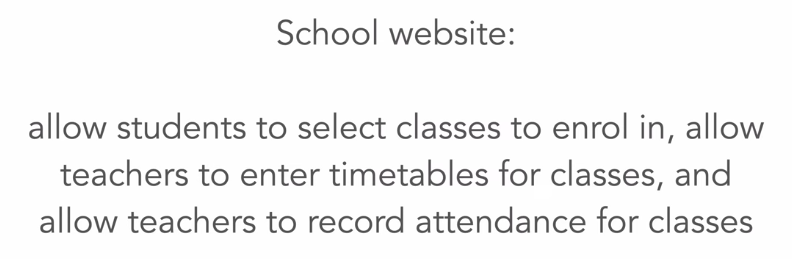 School website:
allow students to select classes to enrol in, allow
teachers to enter timetables for classes, and
allow teachers to record attendance for classes